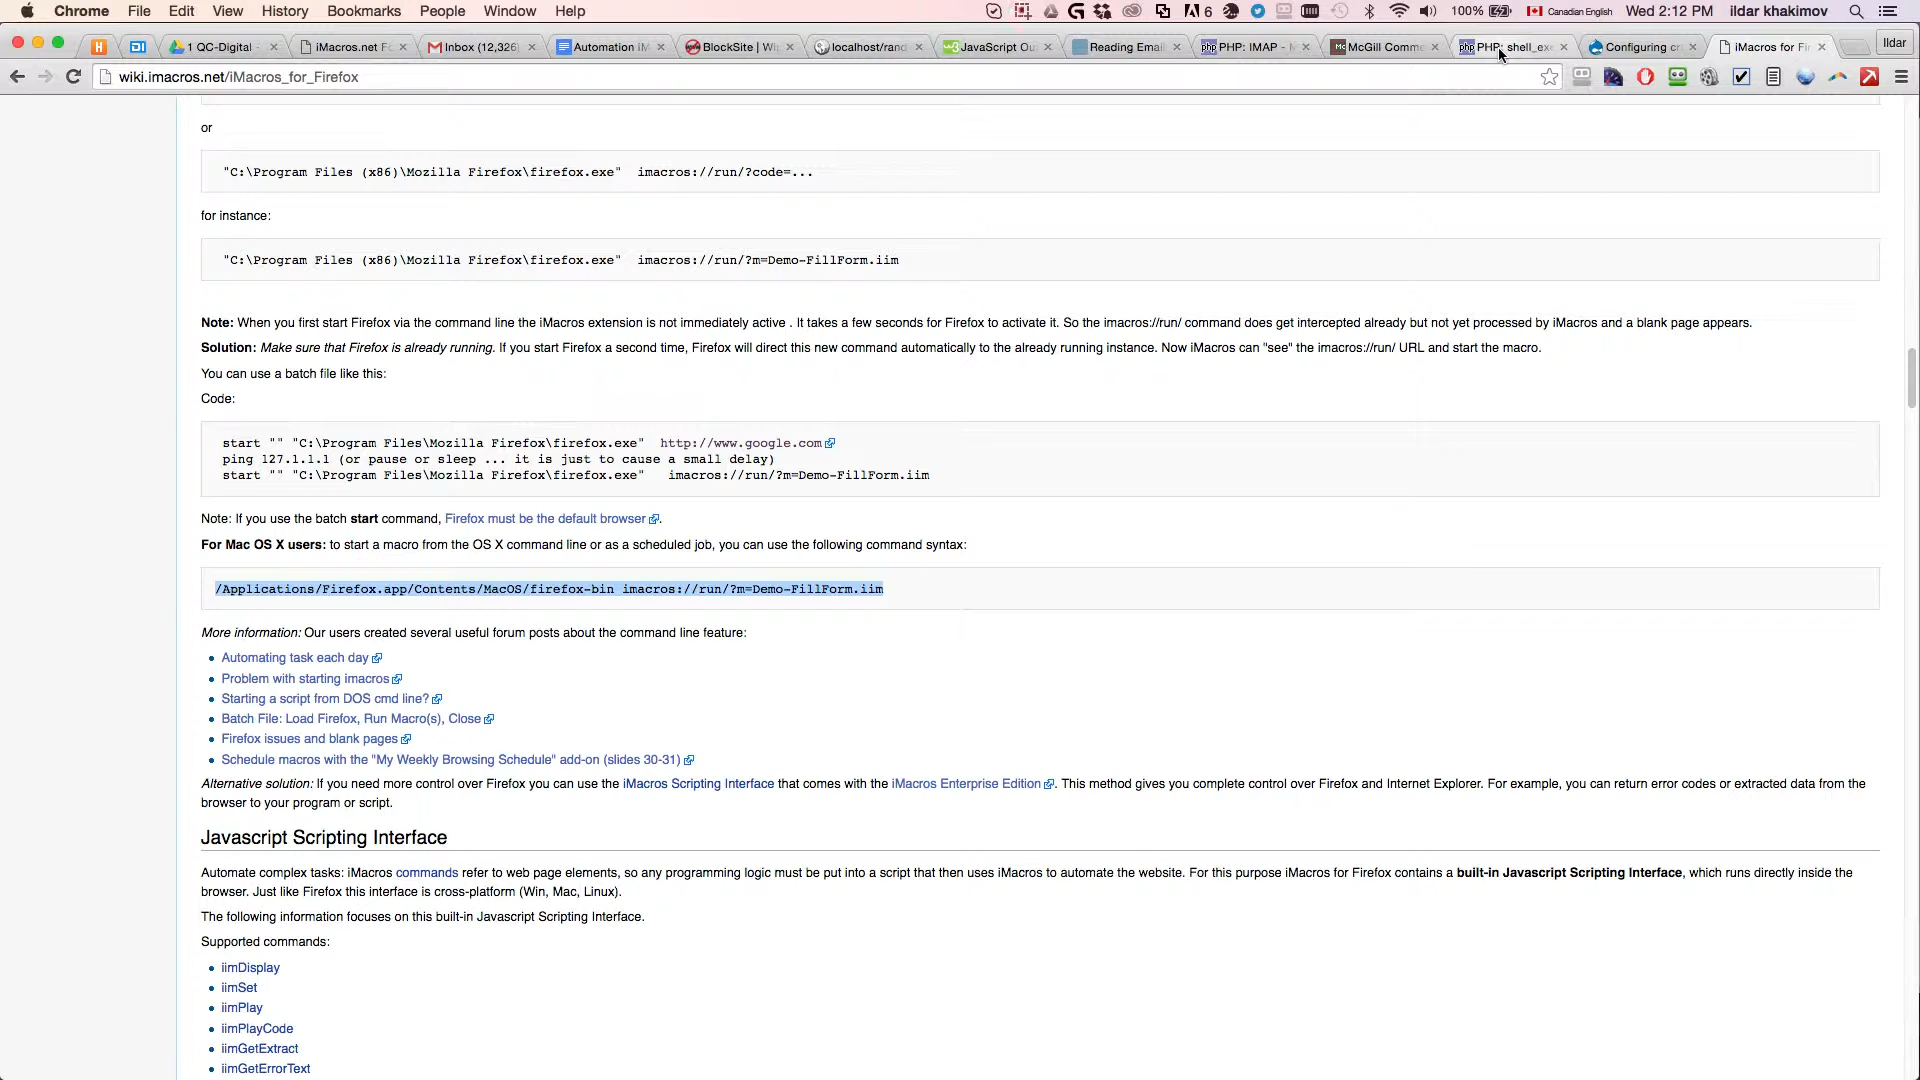 Chrome File Edit View History Bookmarks People Window Help 6 100% Canadian English Wed 2:12 PM ildar khakimov
1 QC-Digital - iMacros.net Fo Inbox (12,326) Automation iM BlockSite | Wi localhost/rand JavaScript Ou Reading Emai PHP: IMAP - M McGill Comme PHP: shell_exe Configuring cr iMacros for Fir Ildar
wiki.imacros.net/iMacros_for_Firefox
or
"C:\Program Files (x86)\Mozilla Firefox\firefox.exe" imacros://run/?code=...
for instance:
"C:\Program Files (x86)\Mozilla Firefox\firefox.exe" imacros://run/?m=Demo-FillForm.iim
Note: When you first start Firefox via the command line the iMacros extension is not immediately active . It takes a few seconds for Firefox to activate it. So the imacros://run/ command does get intercepted already but not yet processed by iMacros and a blank page appears.
Solution: Make sure that Firefox is already running. If you start Firefox a second time, Firefox will direct this new command automatically to the already running instance. Now iMacros can "see" the imacros://run/ URL and start the macro.
You can use a batch file like this:
Code:
start "" "C:\Program Files\Mozilla Firefox\firefox.exe" http://www.google.com
ping 127.1.1.1 (or pause or sleep ... it is just to cause a small delay)
start "" "C:\Program Files\Mozilla Firefox\firefox.exe" imacros://run/?m=Demo-FillForm.iim
Note: If you use the batch start command, Firefox must be the default browser.
For Mac OS X users: to start a macro from the OS X command line or as a scheduled job, you can use the following command syntax:
/Applications/Firefox.app/Contents/MacOS/firefox-bin imacros://run/?m=Demo-FillForm.iim
More information: Our users created several useful forum posts about the command line feature:
Automating task each day
Problem with starting imacros
Starting a script from DOS cmd line?
Batch File: Load Firefox, Run Macro(s), Close
Firefox issues and blank pages
Schedule macros with the "My Weekly Browsing Schedule" add-on (slides 30-31)
Alternative solution: If you need more control over Firefox you can use the iMacros Scripting Interface that comes with the iMacros Enterprise Edition. This method gives you complete control over Firefox and Internet Explorer. For example, you can return error codes or extracted data from the
browser to your program or script.
Javascript Scripting Interface
Automate complex tasks: iMacros commands refer to web page elements, so any programming logic must be put into a script that then uses iMacros to automate the website. For this purpose iMacros for Firefox contains a built-in Javascript Scripting Interface, which runs directly inside the
browser. Just like Firefox this interface is cross-platform (Win, Mac, Linux).
The following information focuses on this built-in Javascript Scripting Interface.
Supported commands:
iimDisplay
iimSet
iimPlay
iimPlayCode
iimGetExtract
iimGetErrorText